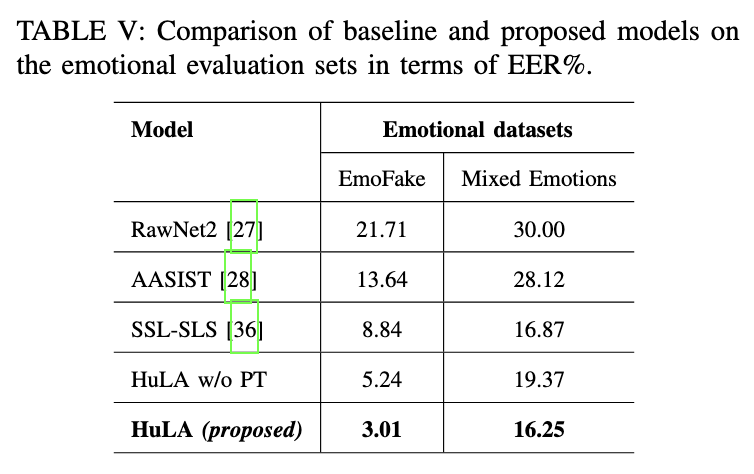 TABLE V: Comparison of baseline and proposed models on
the emotional evaluation sets in terms of EER%.
Model Emotional datasets
EmoFake Mixed Emotions
RawNet2 [27] 21.71 30.00
AASIST [28] 13.64 28.12
SSL-SLS [36] 8.84 16.87
HuLA w/o PT 5.24 19.37
HuLA (proposed) 3.01 16.25